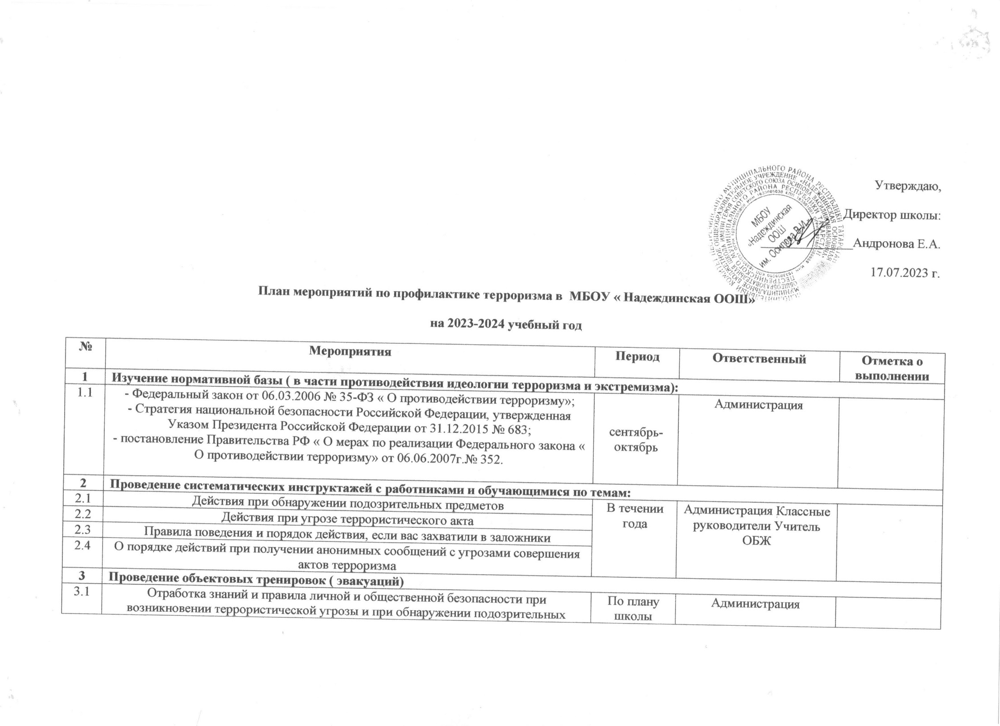 Утверждаю,
Директор школы:
Андронова Е.А.
17.07.2023 г.
МБОУ
«Надеждинская
ООШ
им. Осипова В.И.»
План мероприятий по профилактике терроризма в МБОУ « Надеждинская ООШ»
на 2023-2024 учебный год
№ Мероприятия Период Ответственный Отметка о
выполнении
1 Изучение нормативной базы ( в части противодействия идеологии терроризма и экстремизма):
1.1 - Федеральный закон от 06.03.2006 № 35-ФЗ « О противодействии терроризму»;
- Стратегия национальной безопасности Российской Федерации, утвержденная
Указом Президента Российской Федерации от 31.12.2015 № 683;
- постановление Правительства РФ « О мерах по реализации Федерального закона «
О противодействии терроризму» от 06.06.2007г.№ 352.
сентябрь-
октябрь
Администрация
2 Проведение систематических инструктажей с работниками и обучающимися по темам:
2.1 Действия при обнаружении подозрительных предметов
2.2 Действия при угрозе террористического акта
2.3 Правила поведения и порядок действия, если вас захватили в заложники
2.4 О порядке действий при получении анонимных сообщений с угрозами совершения
актов терроризма
В течении
года
Администрация Классные
руководители Учитель
ОБЖ
3 Проведение объектовых тренировок ( эвакуаций)
3.1 Отработка знаний и правила личной и общественной безопасности при
возникновении террористической угрозы и при обнаружении подозрительных
По плану
школы
Администрация